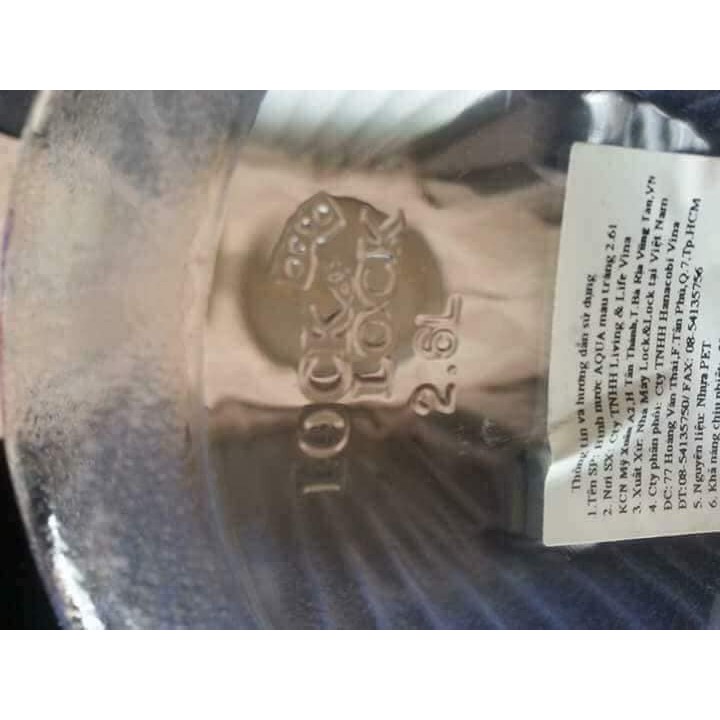 LOCK &
LOCK
2.8L
Thông tin và hướng dẫn sử dụng
1.Tên SP: Bình nước AQUA màu trắng 2.6l
2. Nơi SX: Cty TNHH Living & Life Vina
KCN Mỹ Xuân A2,H Tân Thành,T.Bà Rịa Vũng Tàu,VN
3. Xuất Xứ: Nhà Máy Lock&Lock tại Việt Nam
4. Cty phân phối: Cty TNHH Hanacobi Vina
ĐC: 77 Hoàng Văn Thái,F.Tân Phú,Q.7,Tp.HCM
ĐT:08-54135750/ FAX: 08-54135756
5. Nguyên liệu: Nhựa PET
6. Khả năng